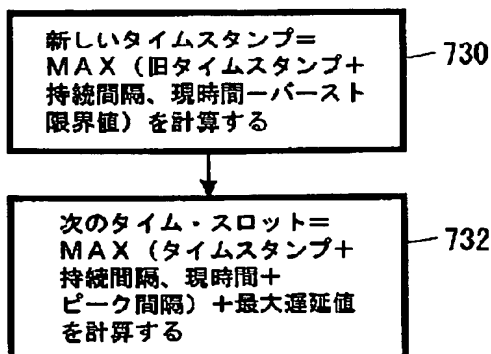 新しいタイムスタンプ=
MAX(旧タイムスタンプ+
持続間隔、現時間ーバースト
限界値)を計算する
730
次のタイム・スロット=
MAX(タイムスタンプ+
持続間隔、現時間+
ピーク間隔)+最大遅延値
を計算する
732